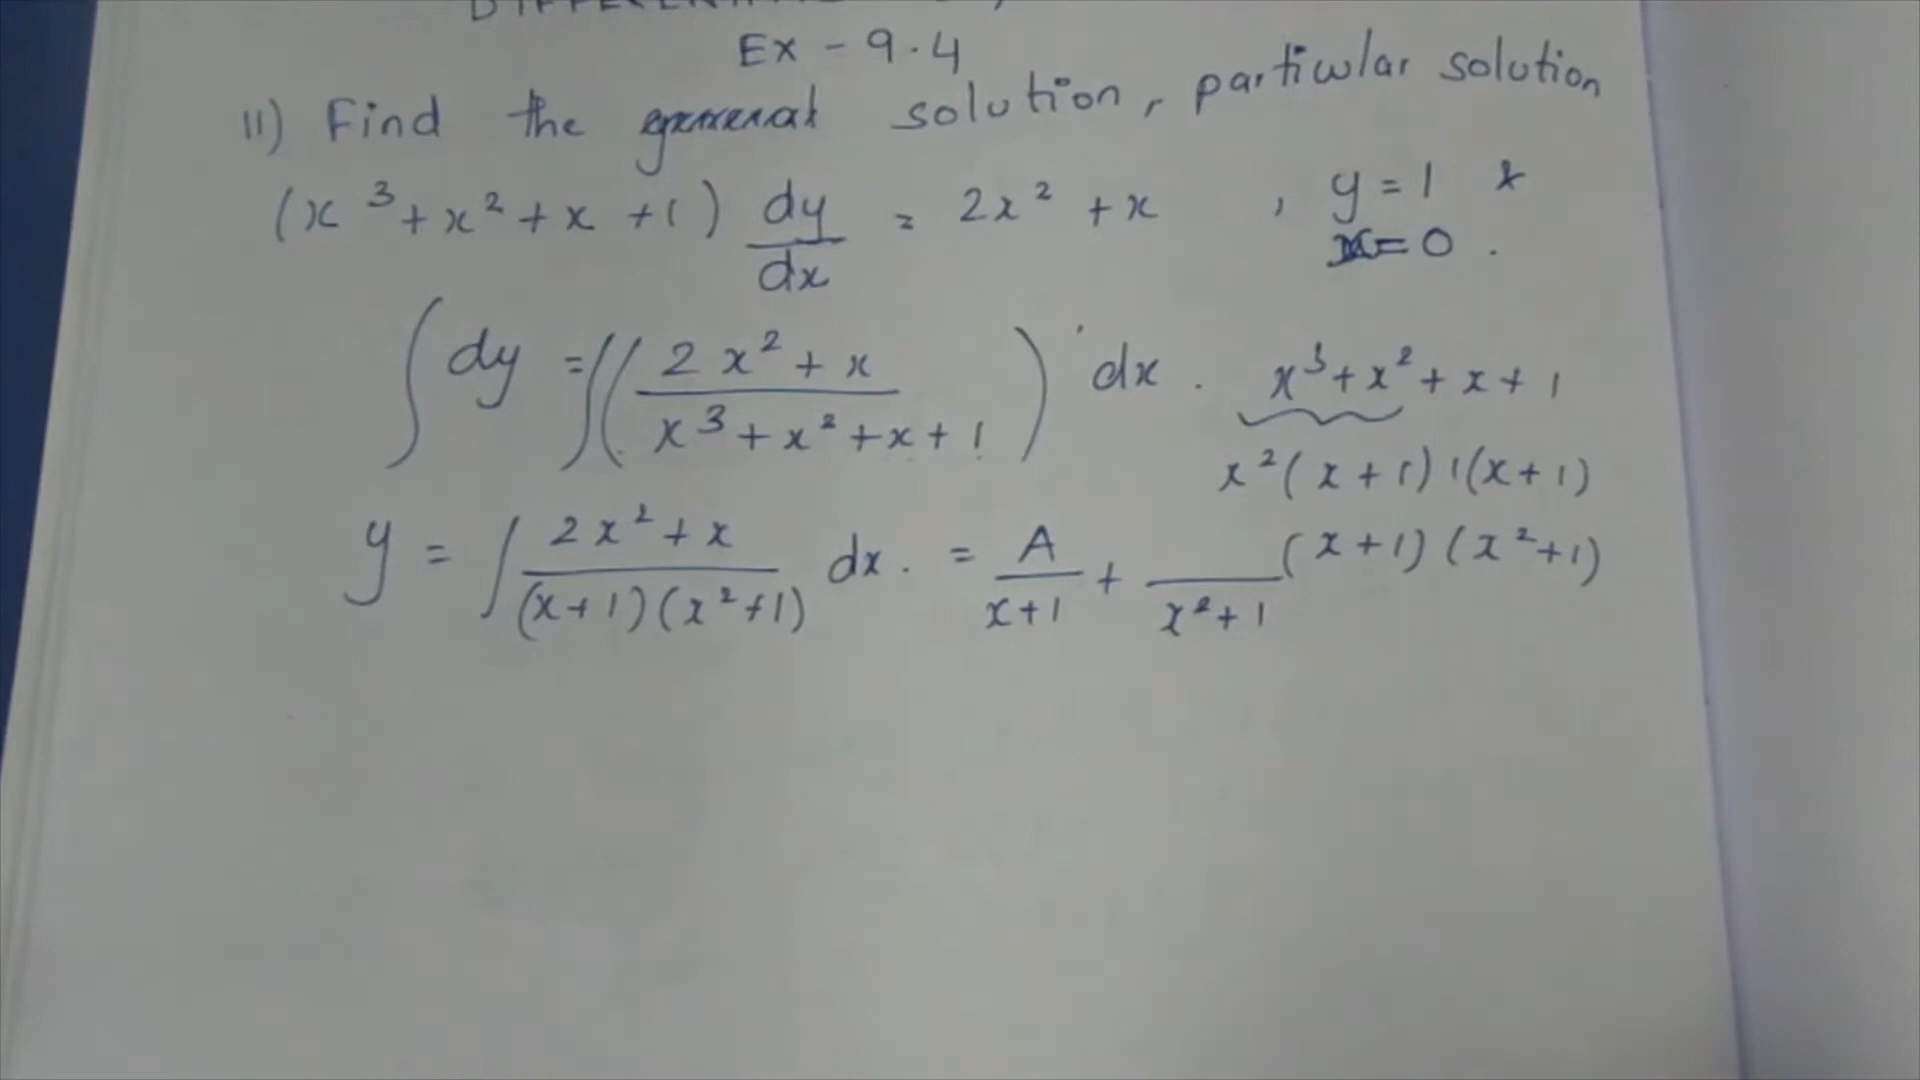 Ex - 9.4
11) Find the general solution, particular solution
(x³ + x² + x + 1) dy/dx = 2x² + x , y = 1 &
x = 0 .
∫ dy = ∫ ( (2x² + x) / (x³ + x² + x + 1) ) dx .
x³ + x² + x + 1
x² (x + 1) 1(x + 1)
(x + 1) (x² + 1)
y = ∫ (2x² + x) / ((x + 1)(x² + 1)) dx . = A / (x + 1) + ___ / (x² + 1)